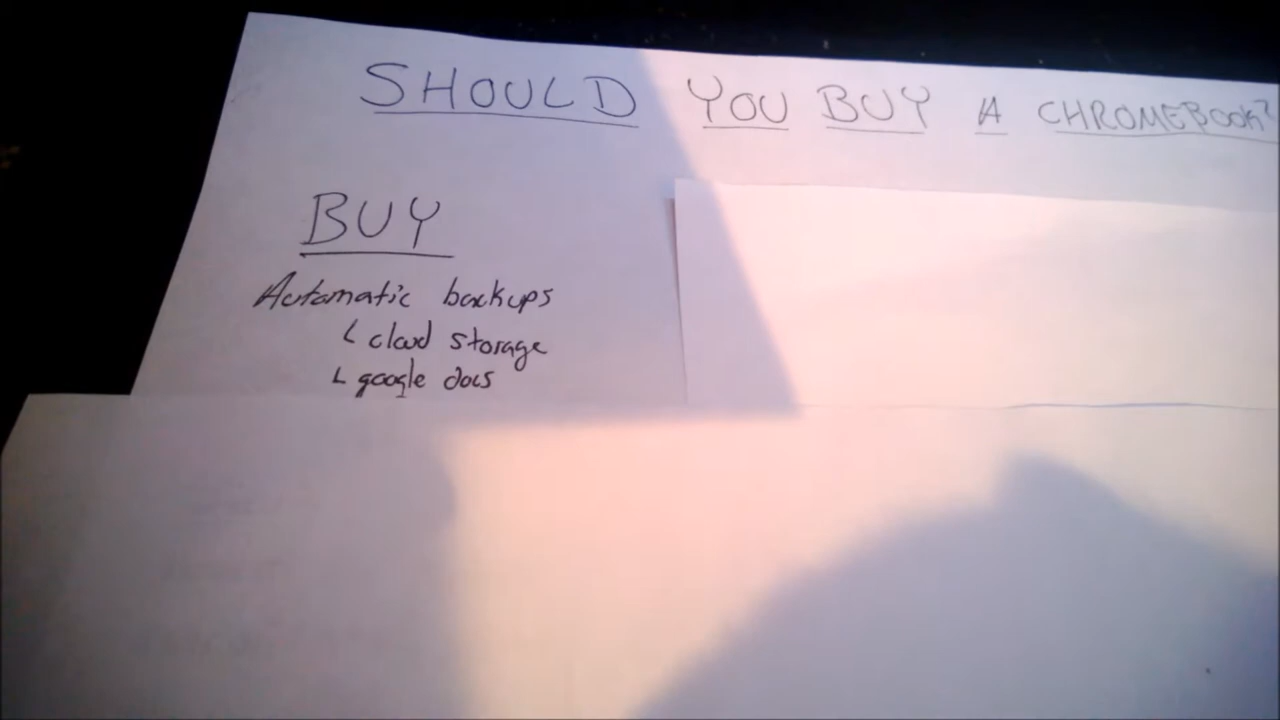 SHOULD YOU BUY A CHROMEBOOK?
BUY
Automatic backups
└ cloud storage
└ google docs